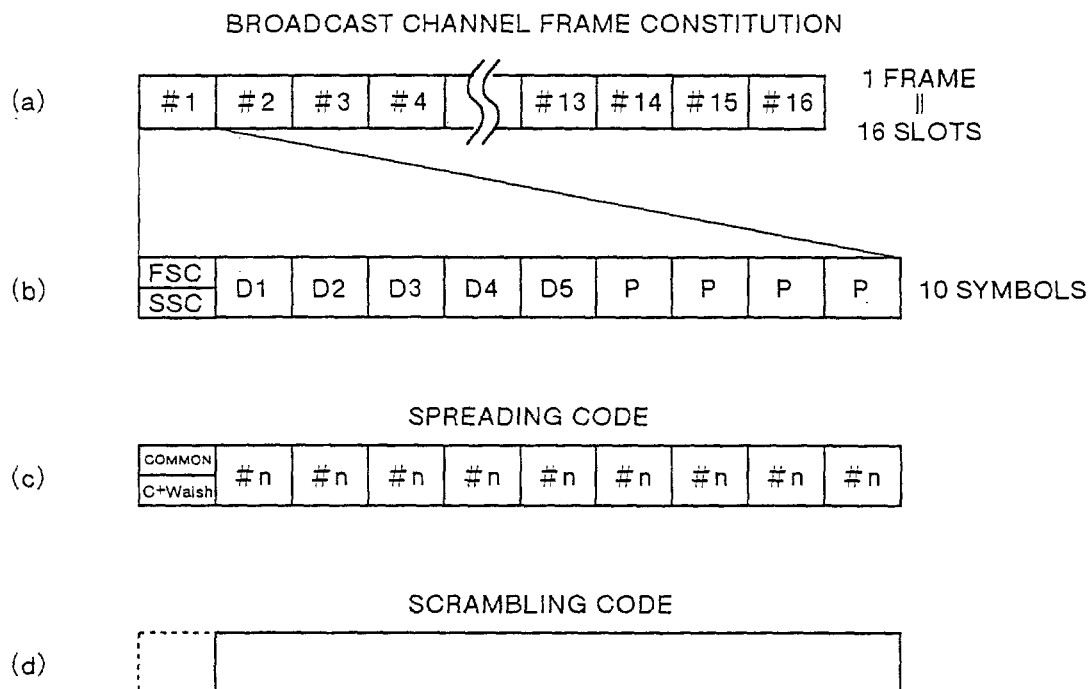 BROADCAST CHANNEL FRAME CONSTITUTION
(a) #1 #2 #3 #4 #13 #14 #15 #16 1 FRAME
||
16 SLOTS
(b) FSC SSC D1 D2 D3 D4 D5 P P P P 10 SYMBOLS
SPREADING CODE
(c) COMMON C+Walsh #n #n #n #n #n #n #n #n #n
SCRAMBLING CODE
(d)